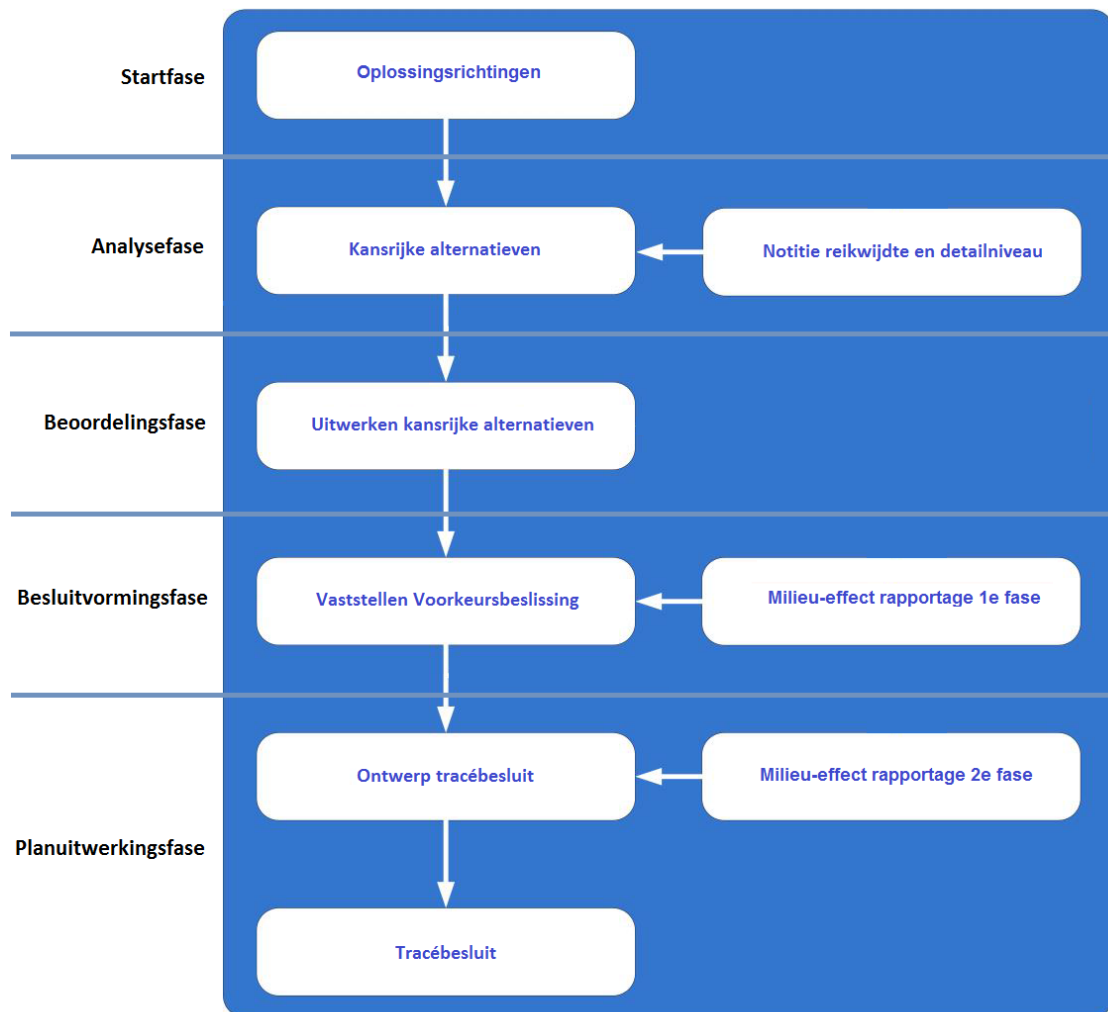 Startfase
Oplossingsrichtingen
Analysefase
Kansrijke alternatieven
Notitie reikwijdte en detailniveau
Beoordelingsfase
Uitwerken kansrijke alternatieven
Besluitvormingsfase
Vaststellen Voorkeursbeslissing
Milieu-effect rapportage 1e fase
Ontwerp tracébesluit
Milieu-effect rapportage 2e fase
Planuitwerkingsfase
Tracébesluit